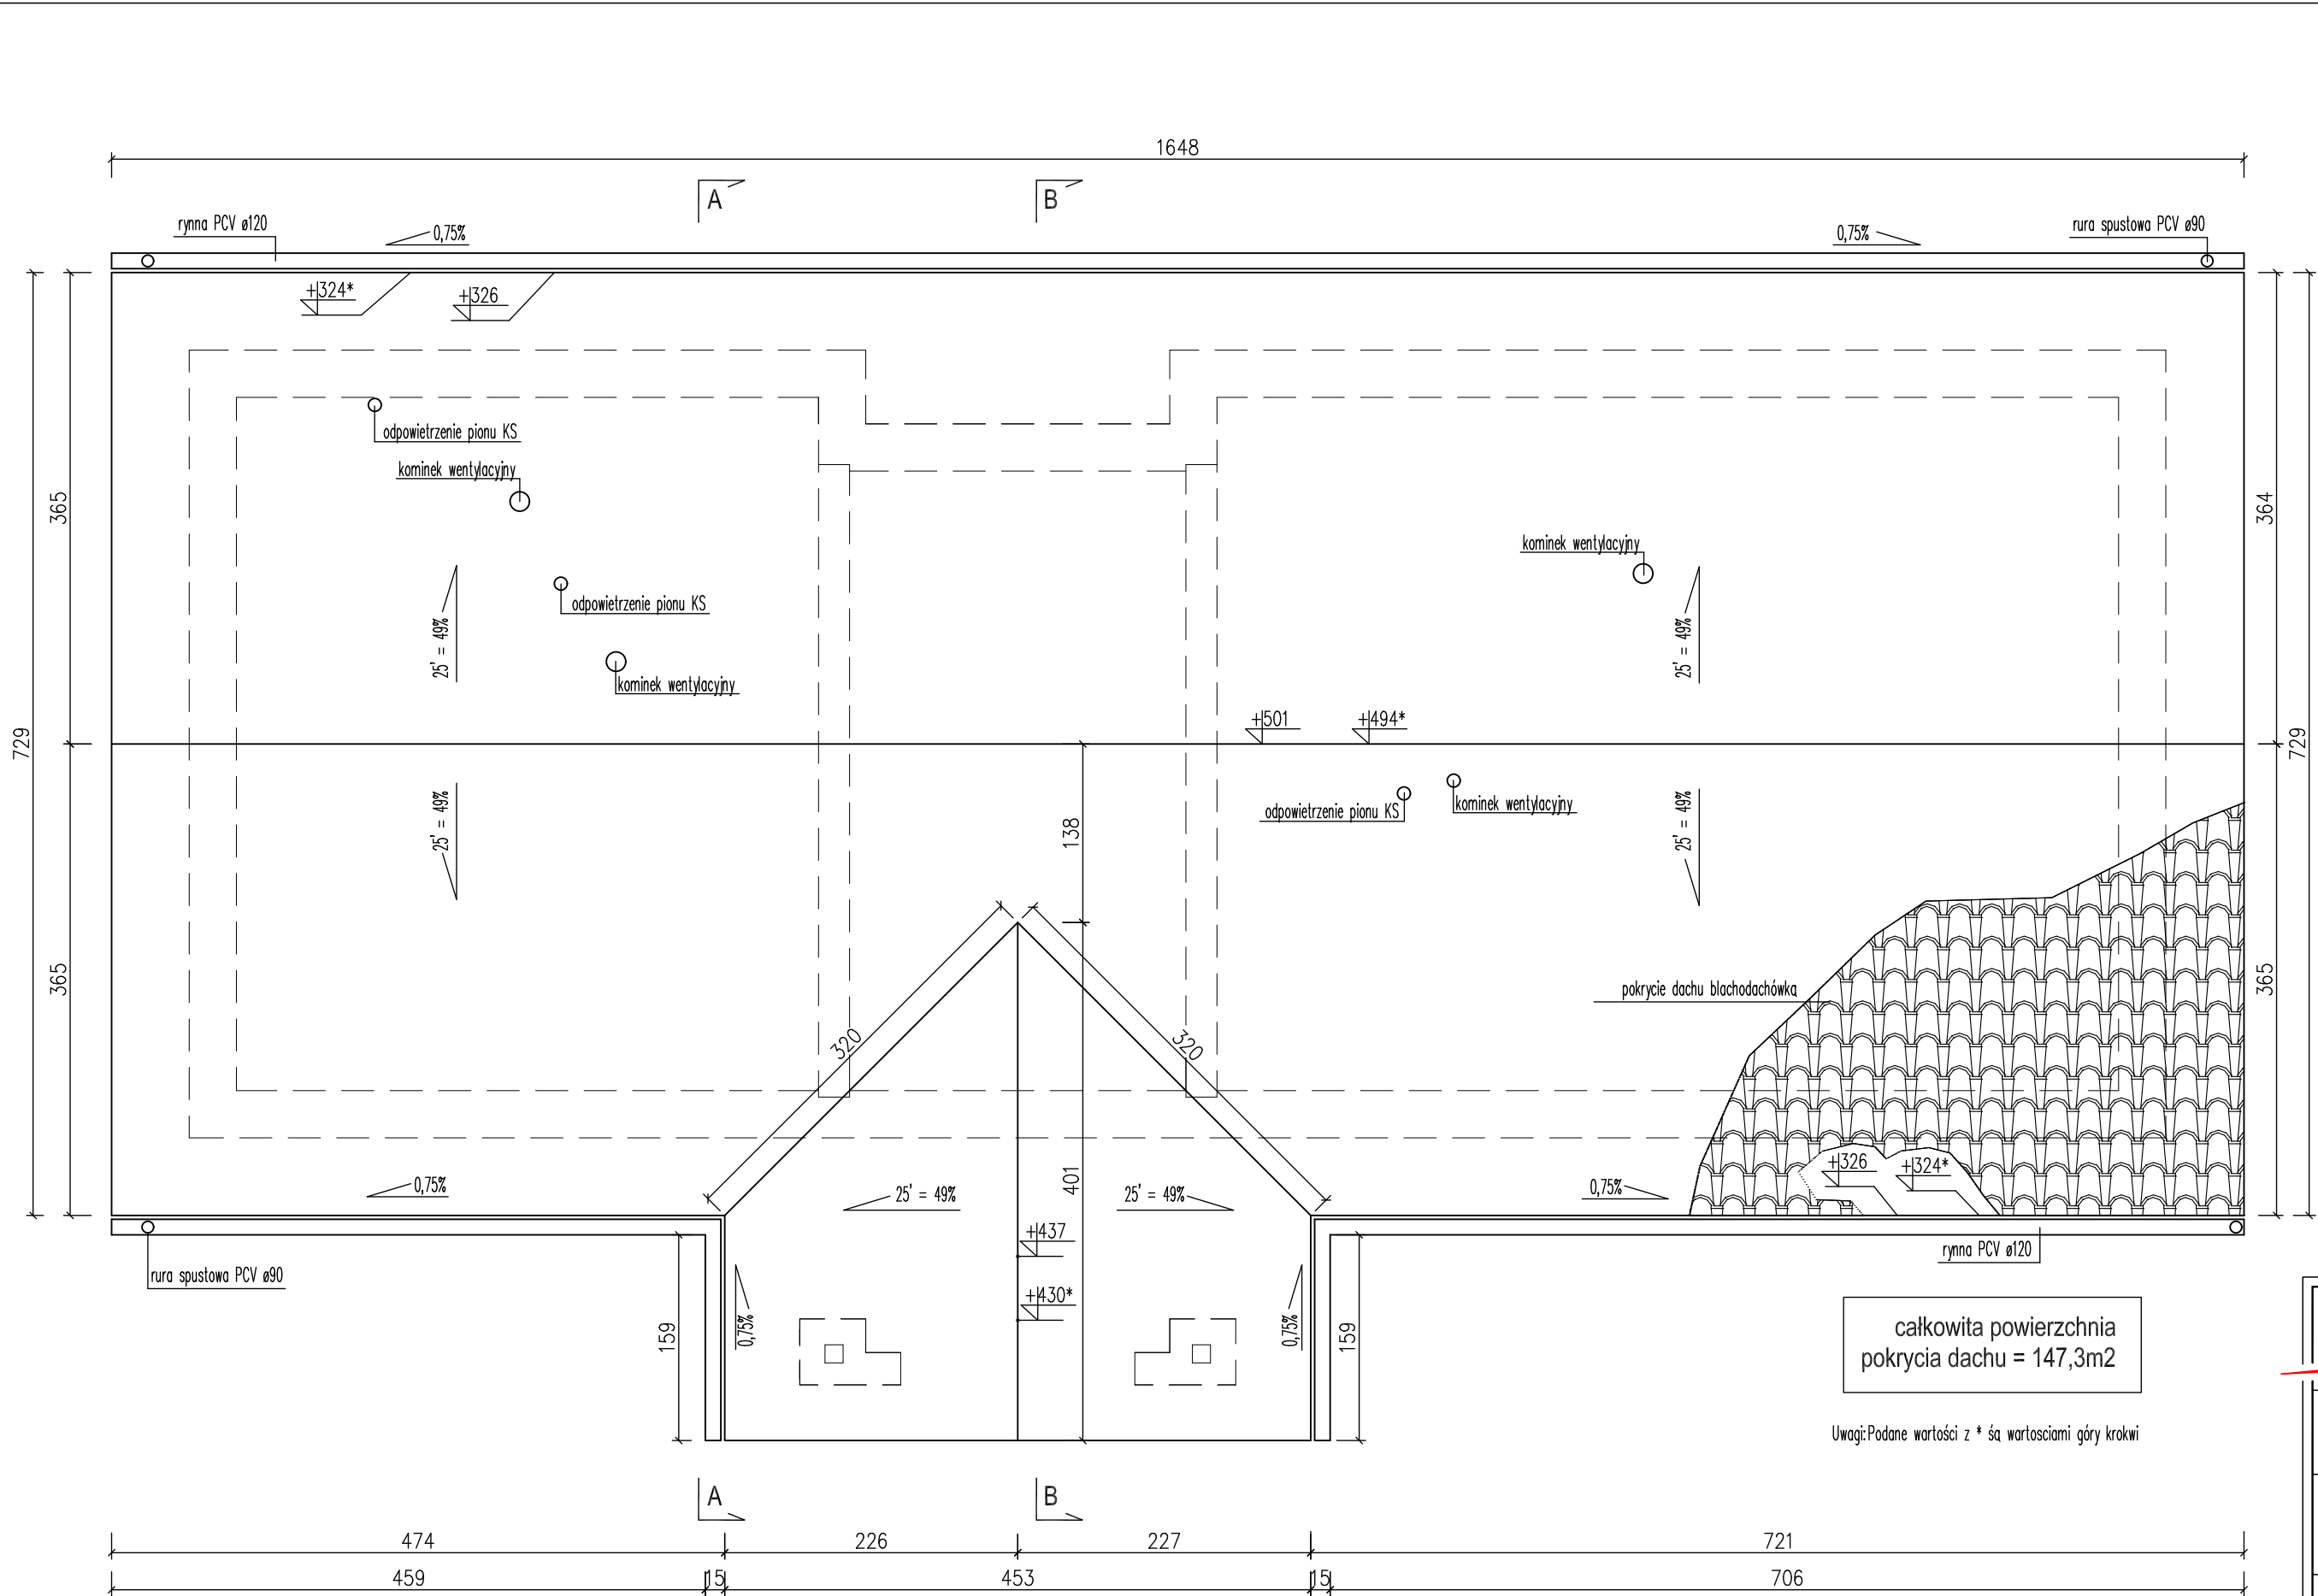 1648
A
B
rynna PCV ø120
0,75%
0,75%
rura spustowa PCV ø90
+324*
+326
odpowietrzenie pionu KS
kominek wentylacyjny
365
364
kominek wentylacyjny
odpowietrzenie pionu KS
25' = 49%
25' = 49%
kominek wentylacyjny
729
+501
+494*
729
25' = 49%
138
odpowietrzenie pionu KS
kominek wentylacyjny
25' = 49%
365
365
pokrycie dachu blachodachówką
320
320
401
+326
+324*
0,75%
25' = 49%
25' = 49%
0,75%
+437
rynna PCV ø120
rura spustowa PCV ø90
+430*
159
0,75%
0,75%
159
całkowita powierzchnia
pokrycia dachu = 147,3m2
Uwagi:Podane wartości z * śą wartosciami góry krokwi
A
B
474
226
227
721
459
15
453
15
706